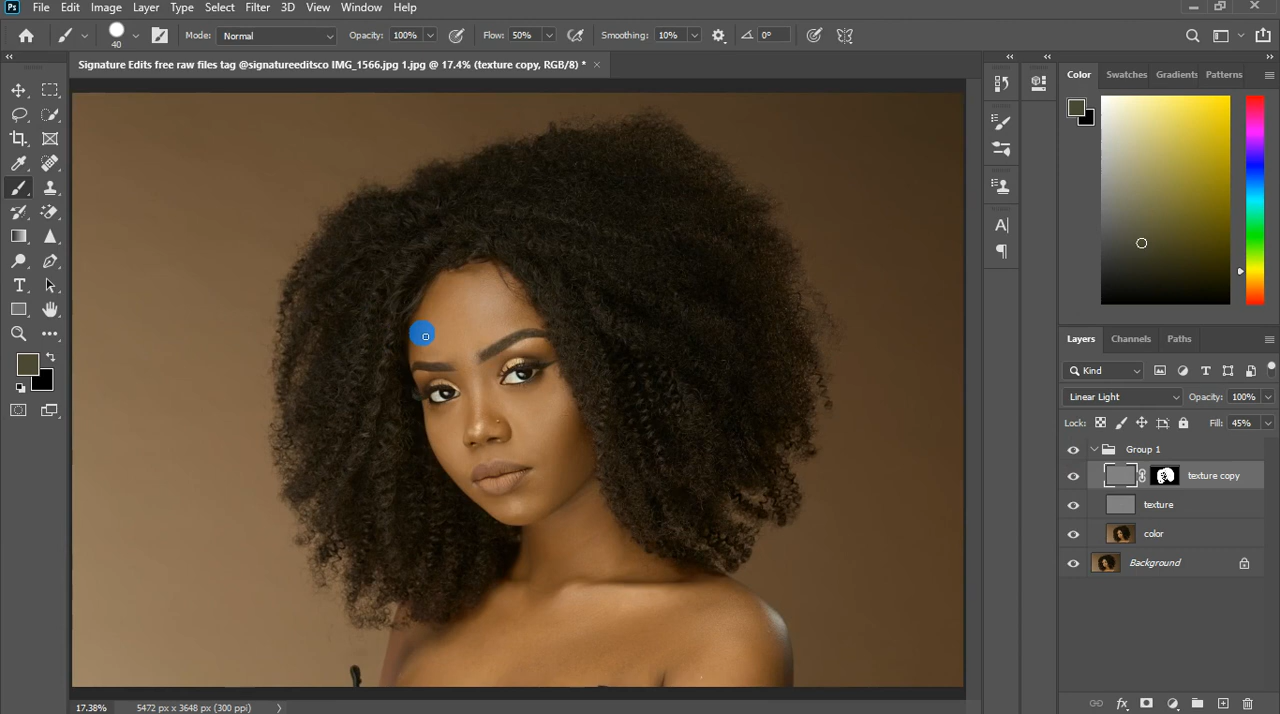 Ps File Edit Image Layer Type Select Filter 3D View Window Help
40 Mode: Normal Opacity: 100% Flow: 50% Smoothing: 10% 0°
Signature Edits free raw files tag @signatureeditsco IMG_1566.jpg 1.jpg @ 17.4% (texture copy, RGB/8) * ×
Color Swatches Gradients Patterns
Layers Channels Paths
Kind
Linear Light Opacity: 100%
Lock: Fill: 45%
Group 1
texture copy
texture
color
Background
17.38% 5472 px x 3648 px (300 ppi)